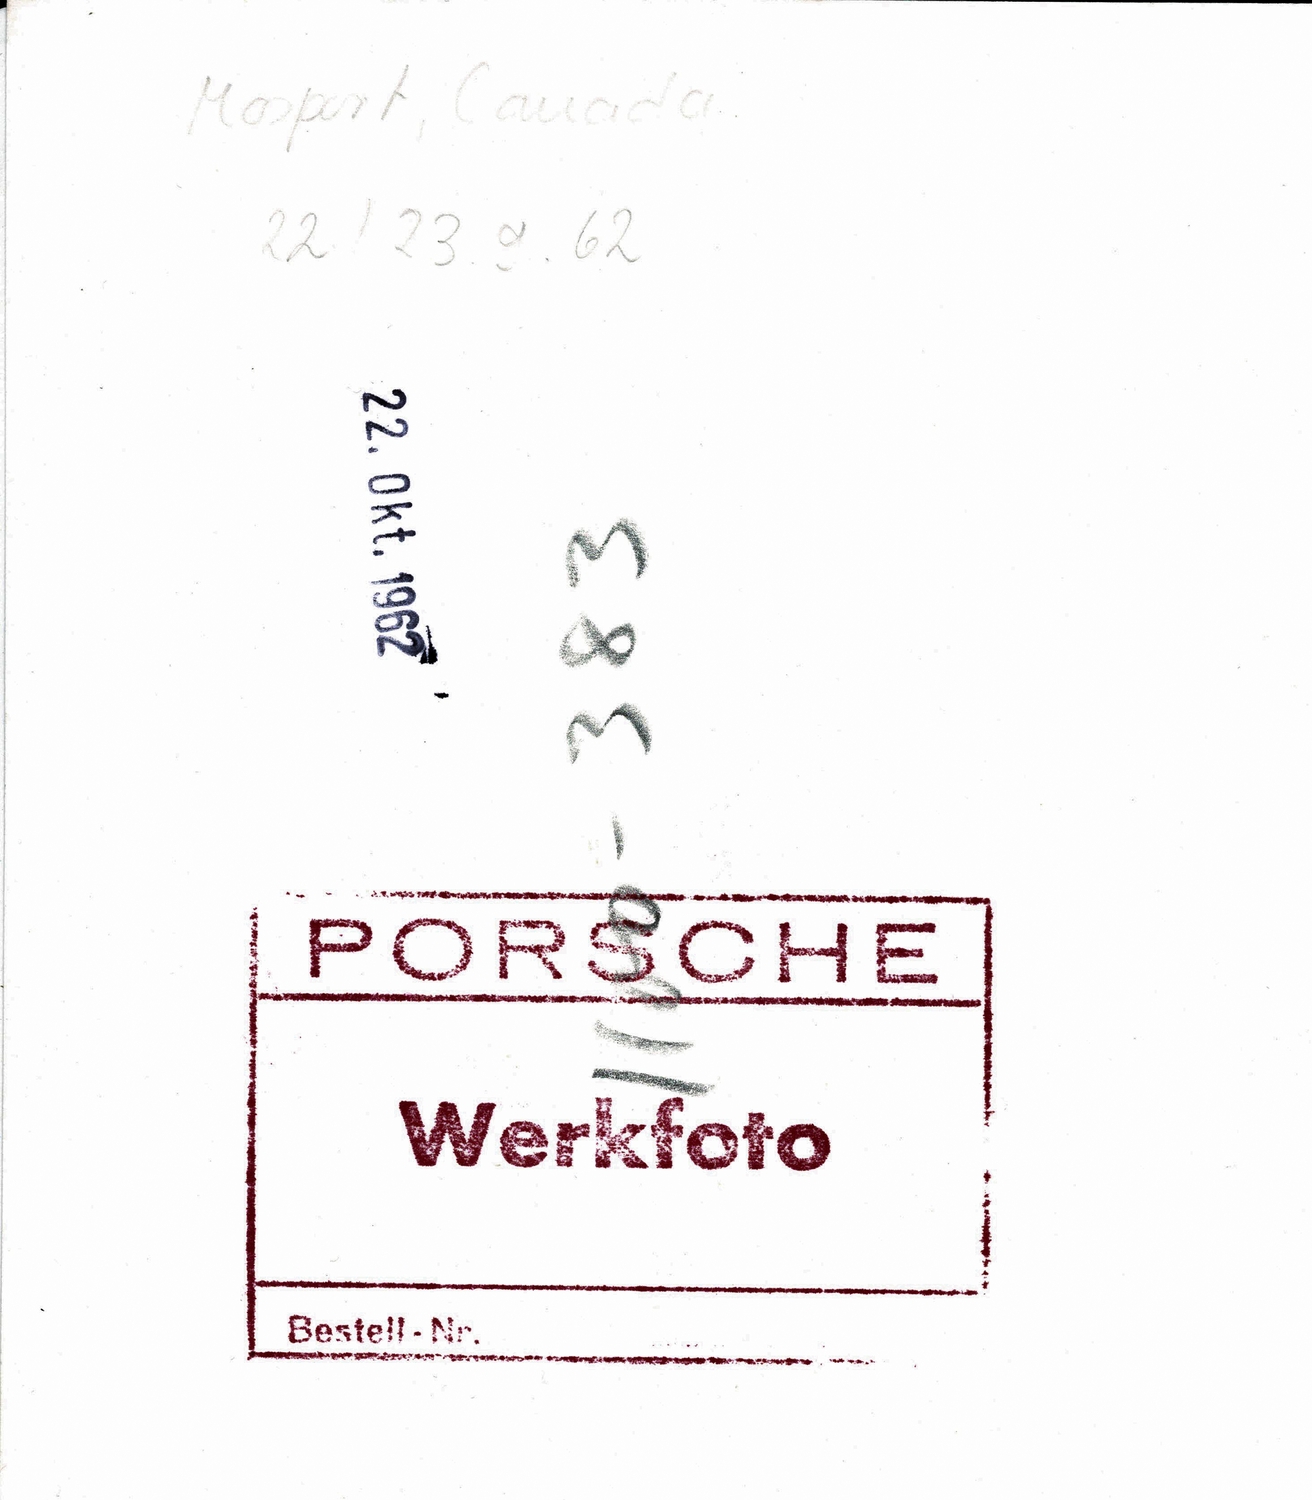 Mosport, Canada
22 / 23. 9. 62
22. Okt. 1962
383
PORSCHE
Werkfoto
Bestell-Nr.